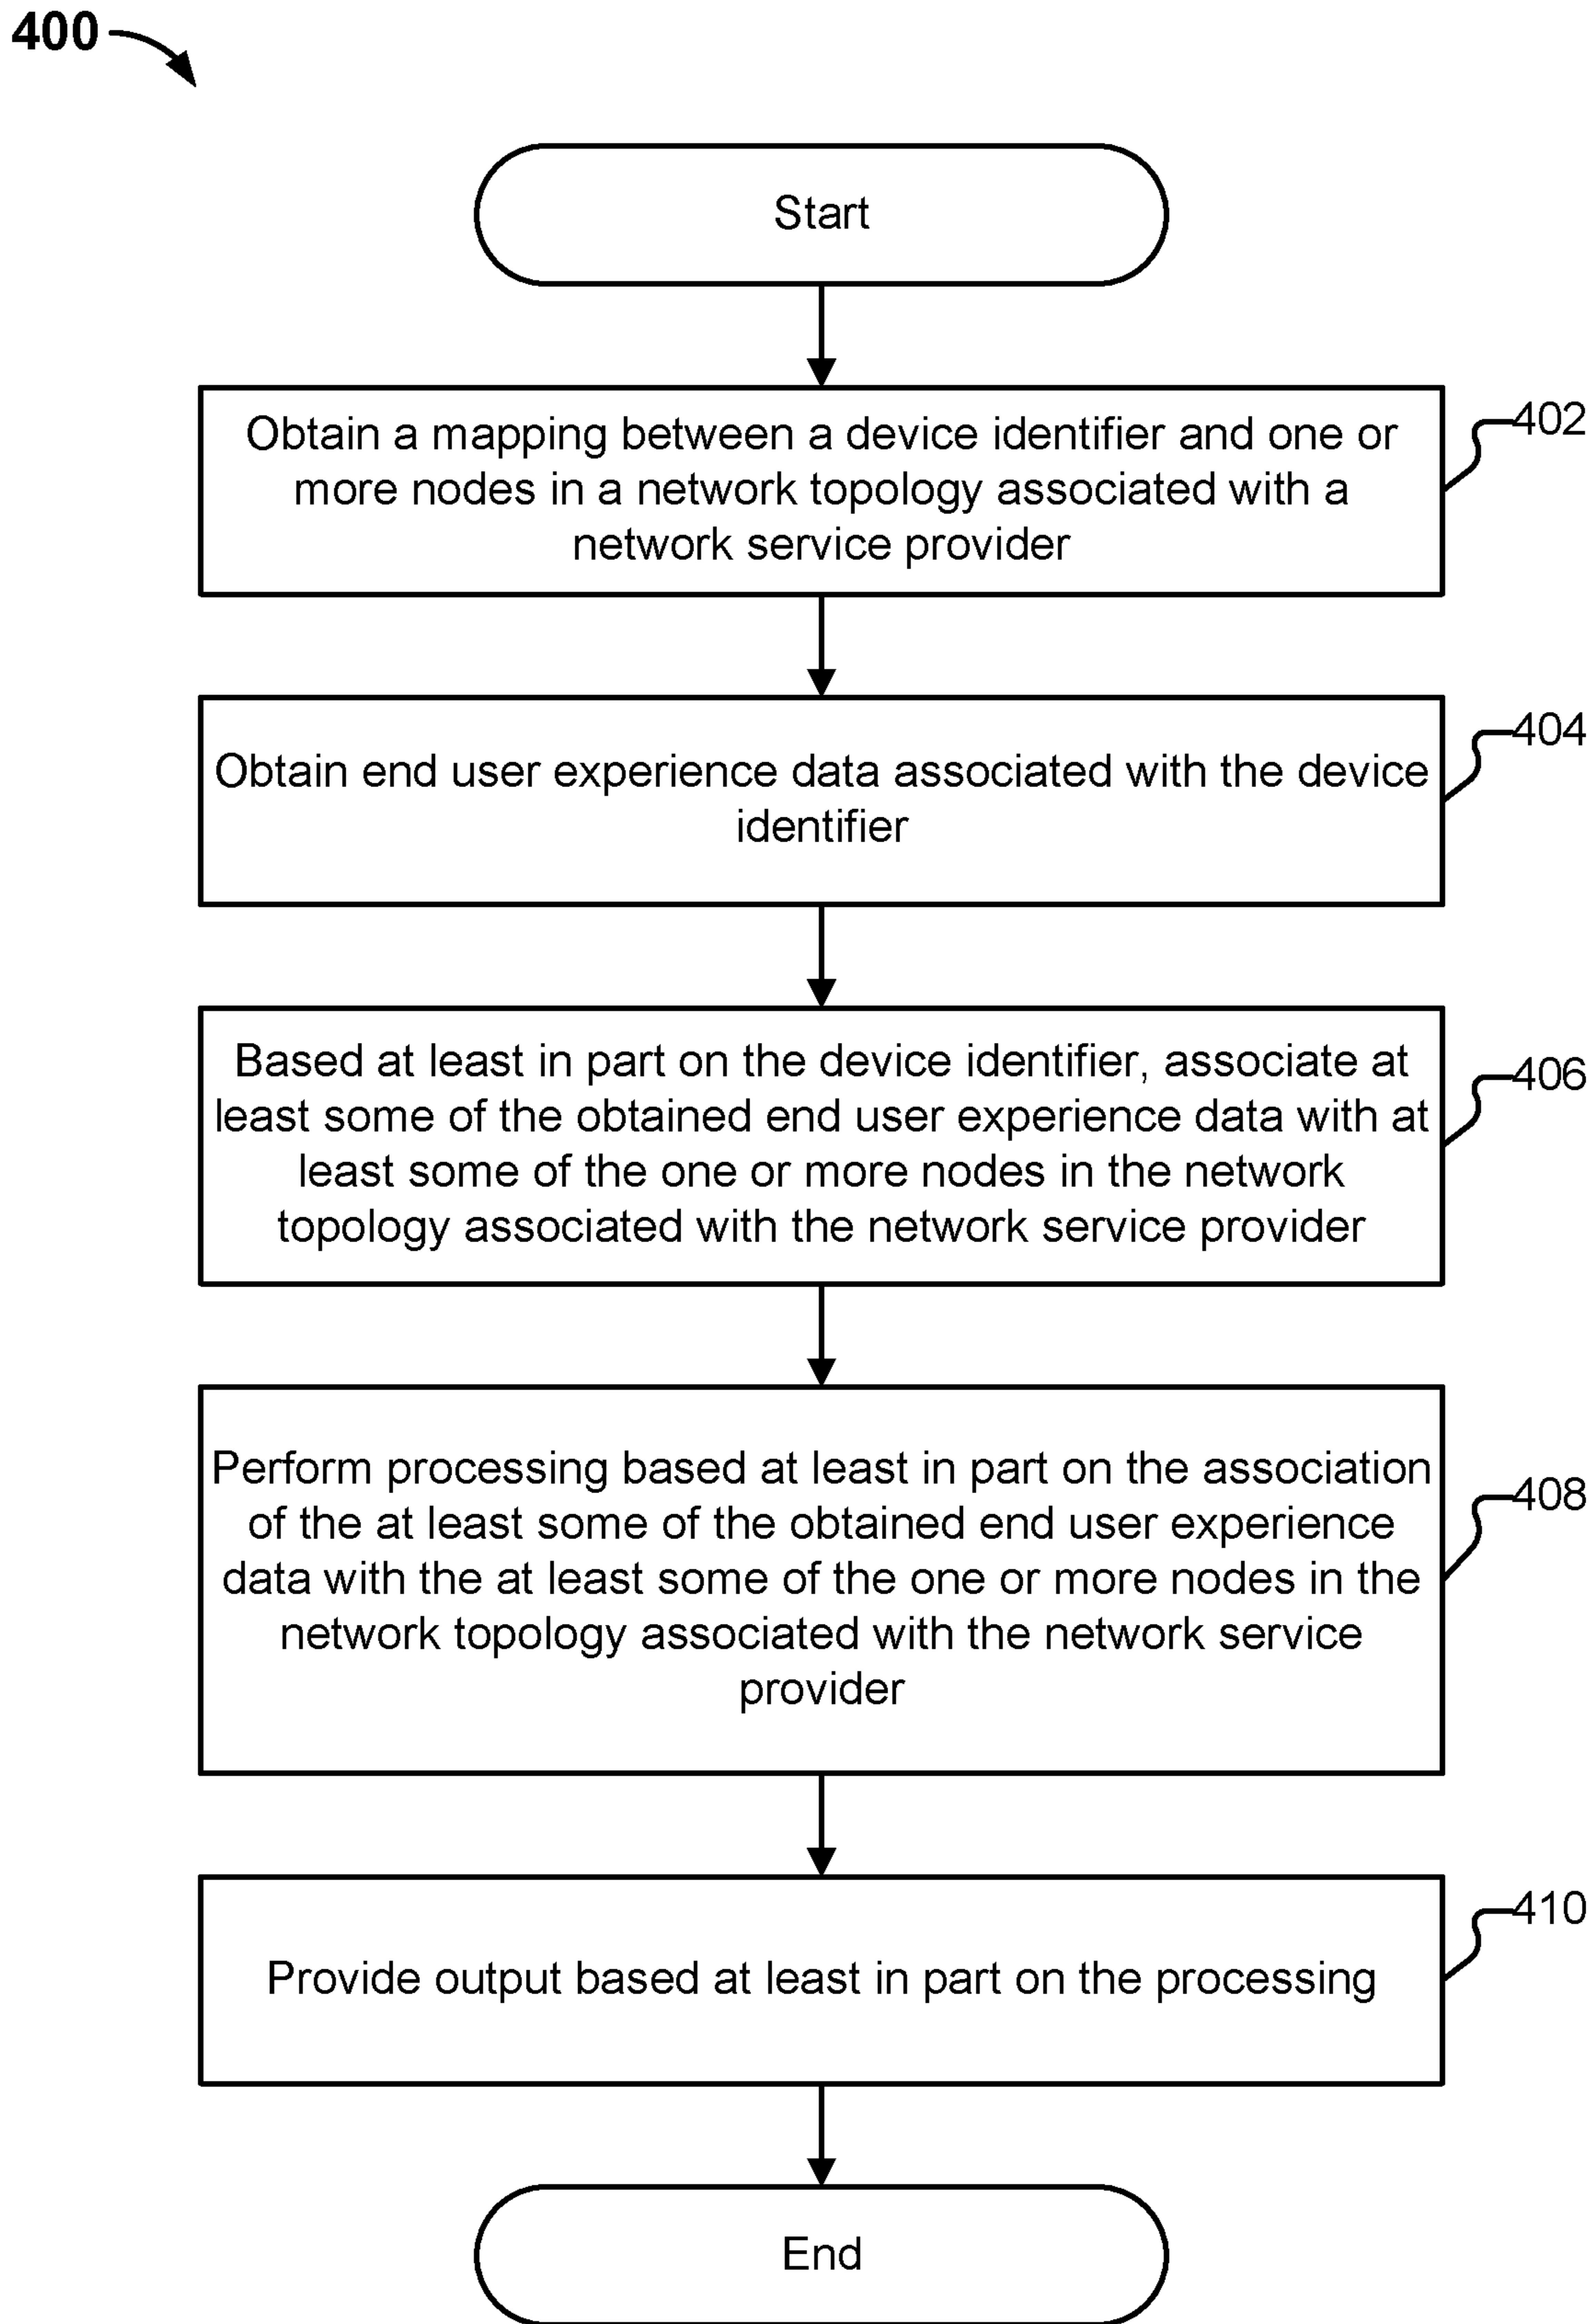 400
Start
Obtain a mapping between a device identifier and one or
more nodes in a network topology associated with a
network service provider
402
Obtain end user experience data associated with the device
identifier
404
Based at least in part on the device identifier, associate at
least some of the obtained end user experience data with at
least some of the one or more nodes in the network
topology associated with the network service provider
406
Perform processing based at least in part on the association
of the at least some of the obtained end user experience
data with the at least some of the one or more nodes in the
network topology associated with the network service
provider
408
Provide output based at least in part on the processing
410
End